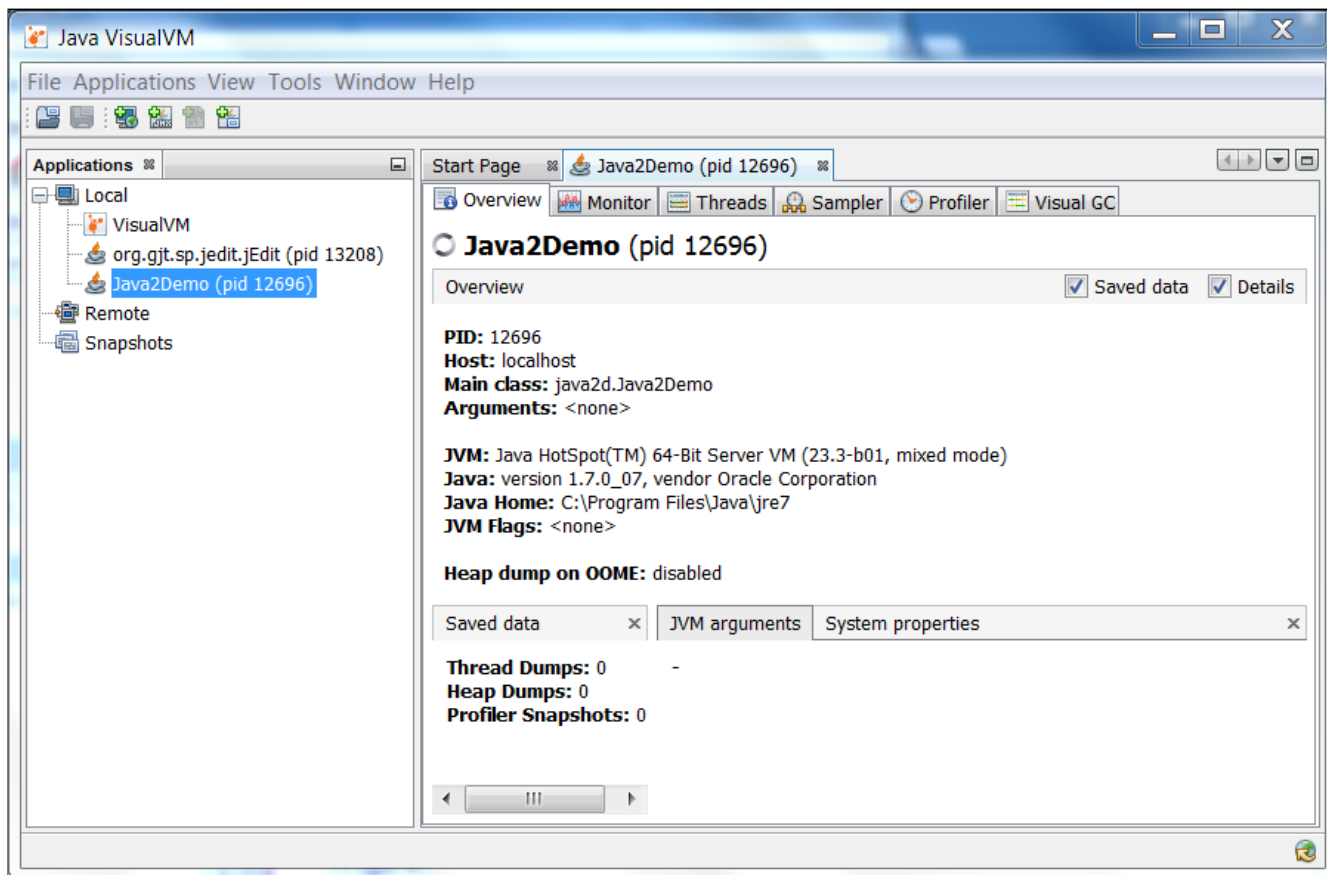 Java VisualVM
File Applications View Tools Window Help
Applications
Local
VisualVM
org.gjt.sp.jedit.jEdit (pid 13208)
Java2Demo (pid 12696)
Remote
Snapshots
Start Page Java2Demo (pid 12696)
Overview Monitor Threads Sampler Profiler Visual GC
Java2Demo (pid 12696)
Overview Saved data Details
PID: 12696
Host: localhost
Main class: java2d.Java2Demo
Arguments: <none>
JVM: Java HotSpot(TM) 64-Bit Server VM (23.3-b01, mixed mode)
Java: version 1.7.0_07, vendor Oracle Corporation
Java Home: C:\Program Files\Java\jre7
JVM Flags: <none>
Heap dump on OOME: disabled
Saved data JVM arguments System properties
Thread Dumps: 0 -
Heap Dumps: 0
Profiler Snapshots: 0